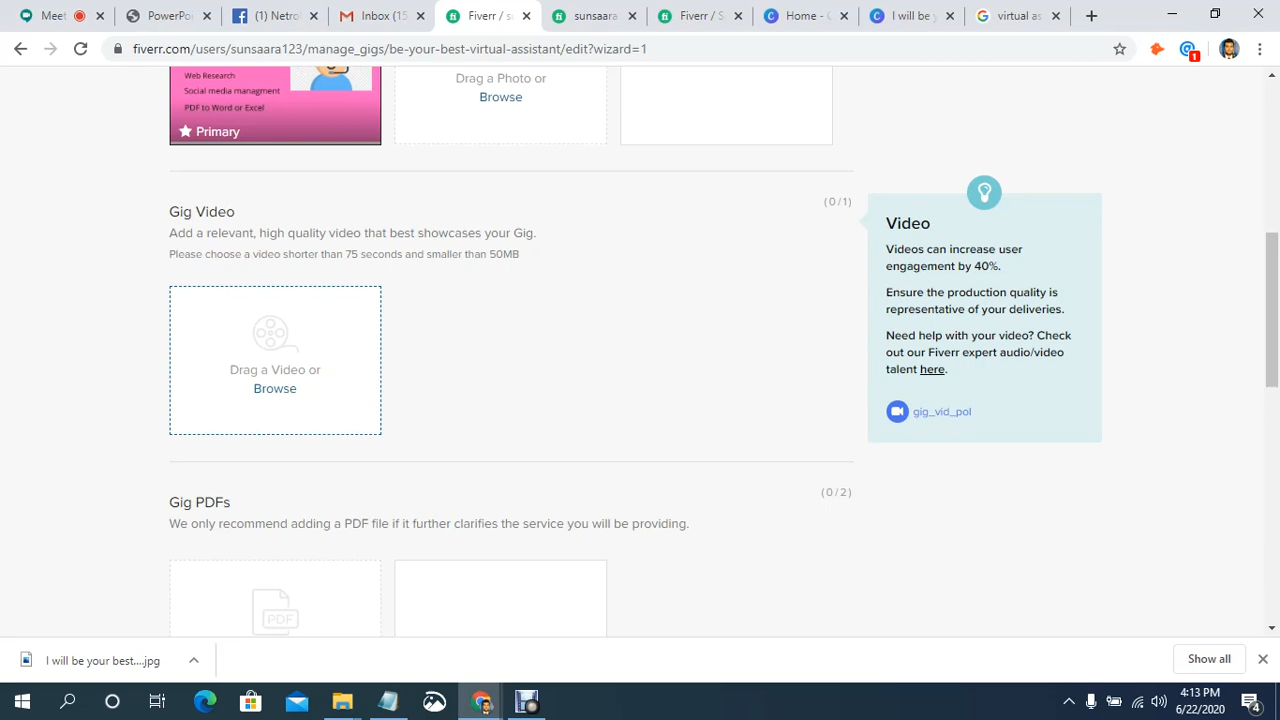 Meet
PowerPi
(1) Netro
Inbox (15
Fiverr / su
sunsaara
Fiverr / S
Home - C
I will be y
virtual as
fiverr.com/users/sunsaara123/manage_gigs/be-your-best-virtual-assistant/edit?wizard=1
1
Web Research
Social media managment
PDF to Word or Excel
Primary
Drag a Photo or
Browse
(0/1)
Gig Video
Add a relevant, high quality video that best showcases your Gig.
Please choose a video shorter than 75 seconds and smaller than 50MB
Drag a Video or
Browse
Video
Videos can increase user
engagement by 40%.
Ensure the production quality is
representative of your deliveries.
Need help with your video? Check
out our Fiverr expert audio/video
talent here.
gig_vid_pol
(0/2)
Gig PDFs
We only recommend adding a PDF file if it further clarifies the service you will be providing.
PDF
I will be your best....jpg
Show all
4:13 PM
6/22/2020
4